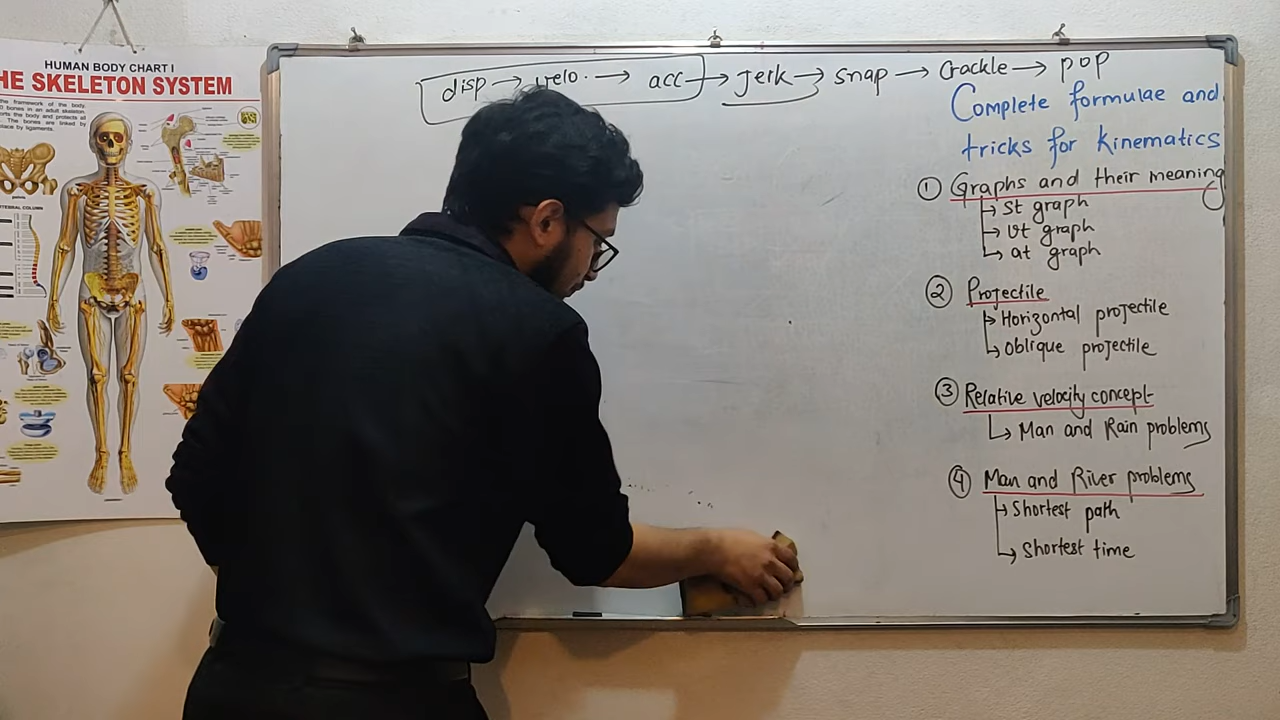 HUMAN BODY CHART I
HE SKELETON SYSTEM
disp → velo. → acc → Jerk → Snap → Crackle → pop
Complete formulae and
tricks for kinematics
① Graphs and their meaning
st graph
vt graph
at graph
② Projectile
Horizontal projectile
Oblique projectile
③ Relative velocity concept
Man and Rain problems
④ Man and River problems
Shortest path
Shortest time